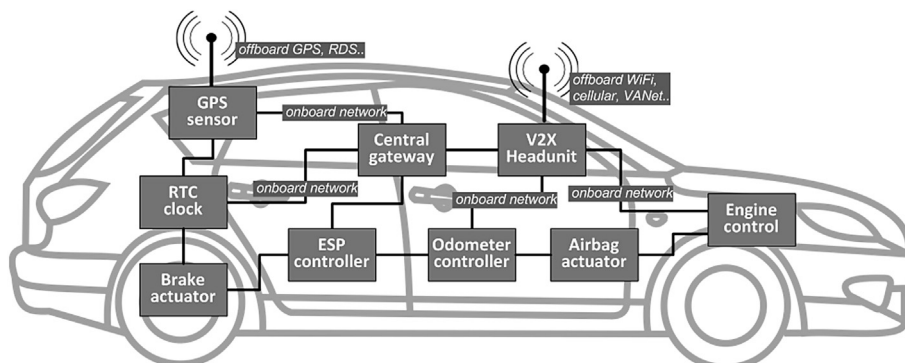 offboard GPS, RDS..
offboard WiFi,
cellular, VANet..
GPS
sensor
onboard network
Central
gateway
V2X
Headunit
RTC
clock
onboard network
onboard network
onboard network
Engine
control
ESP
controller
Odometer
controller
Airbag
actuator
Brake
actuator